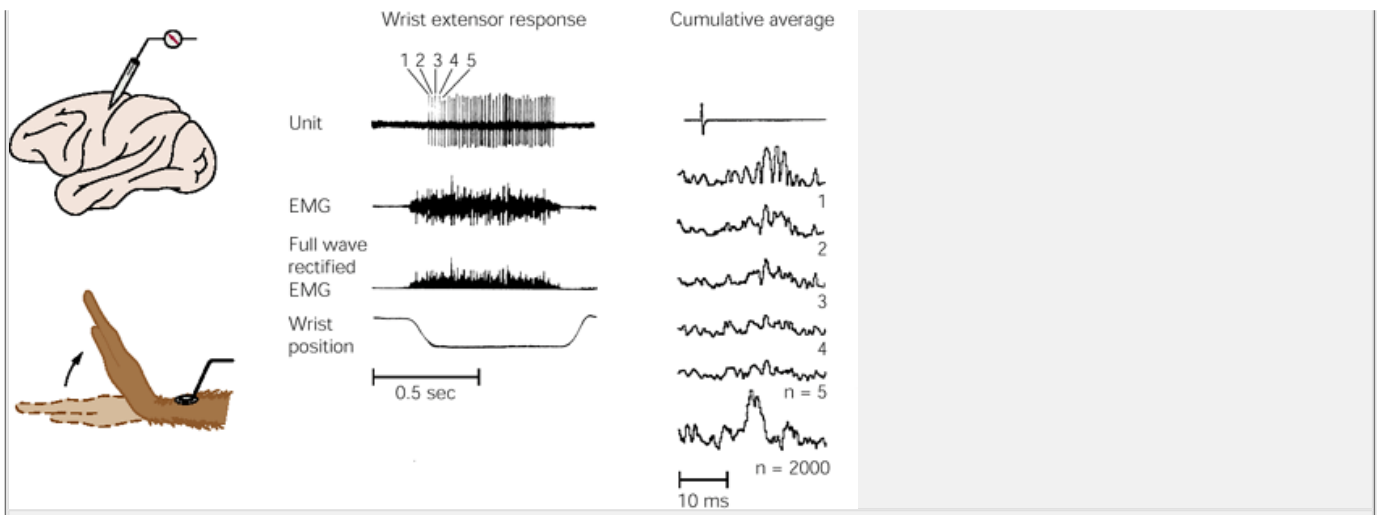 Wrist extensor response
Cumulative average
1 2 3 4 5
Unit
EMG
Full wave
rectified
EMG
Wrist
position
0.5 sec
1
2
3
4
n = 5
n = 2000
10 ms